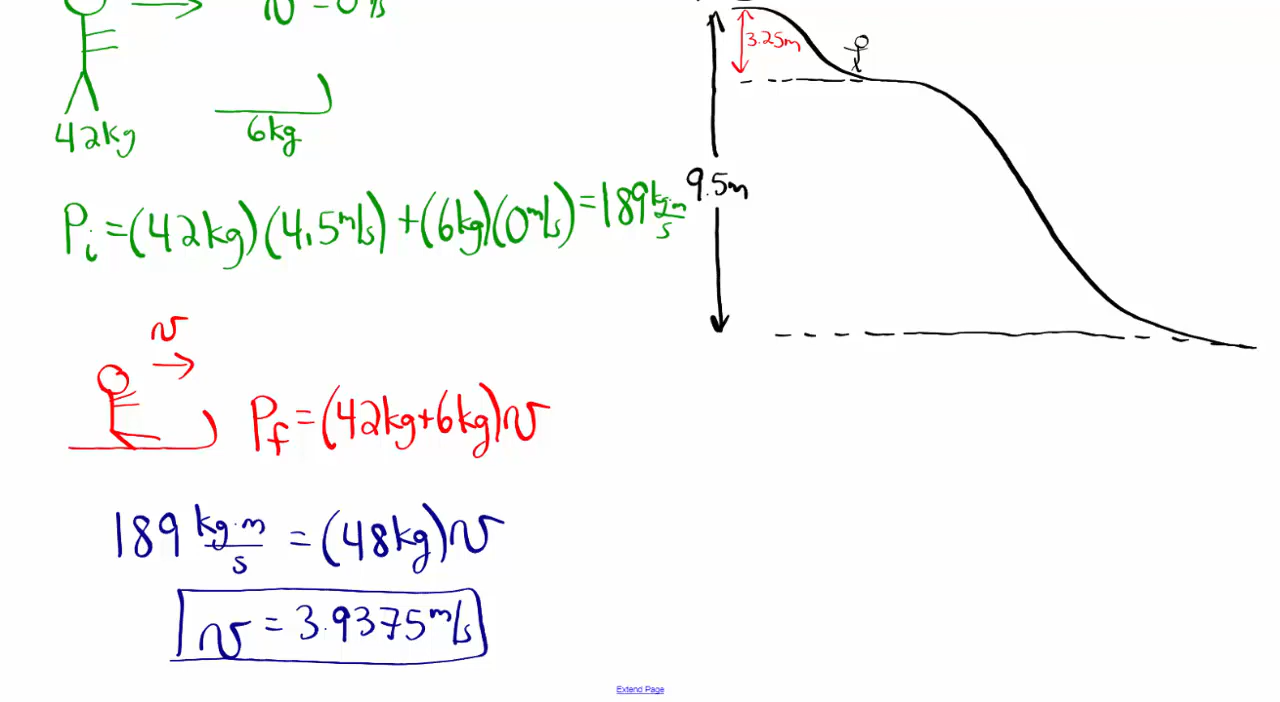 v = 0 m/s
3.25m
42kg
6kg
9.5m
Pi = (42kg)(4.5m/s) + (6kg)(0m/s) = 189 kg·m/s
v
Pf = (42kg+6kg)v
189 kg·m/s = (48kg)v
v = 3.9375 m/s
Extend Page